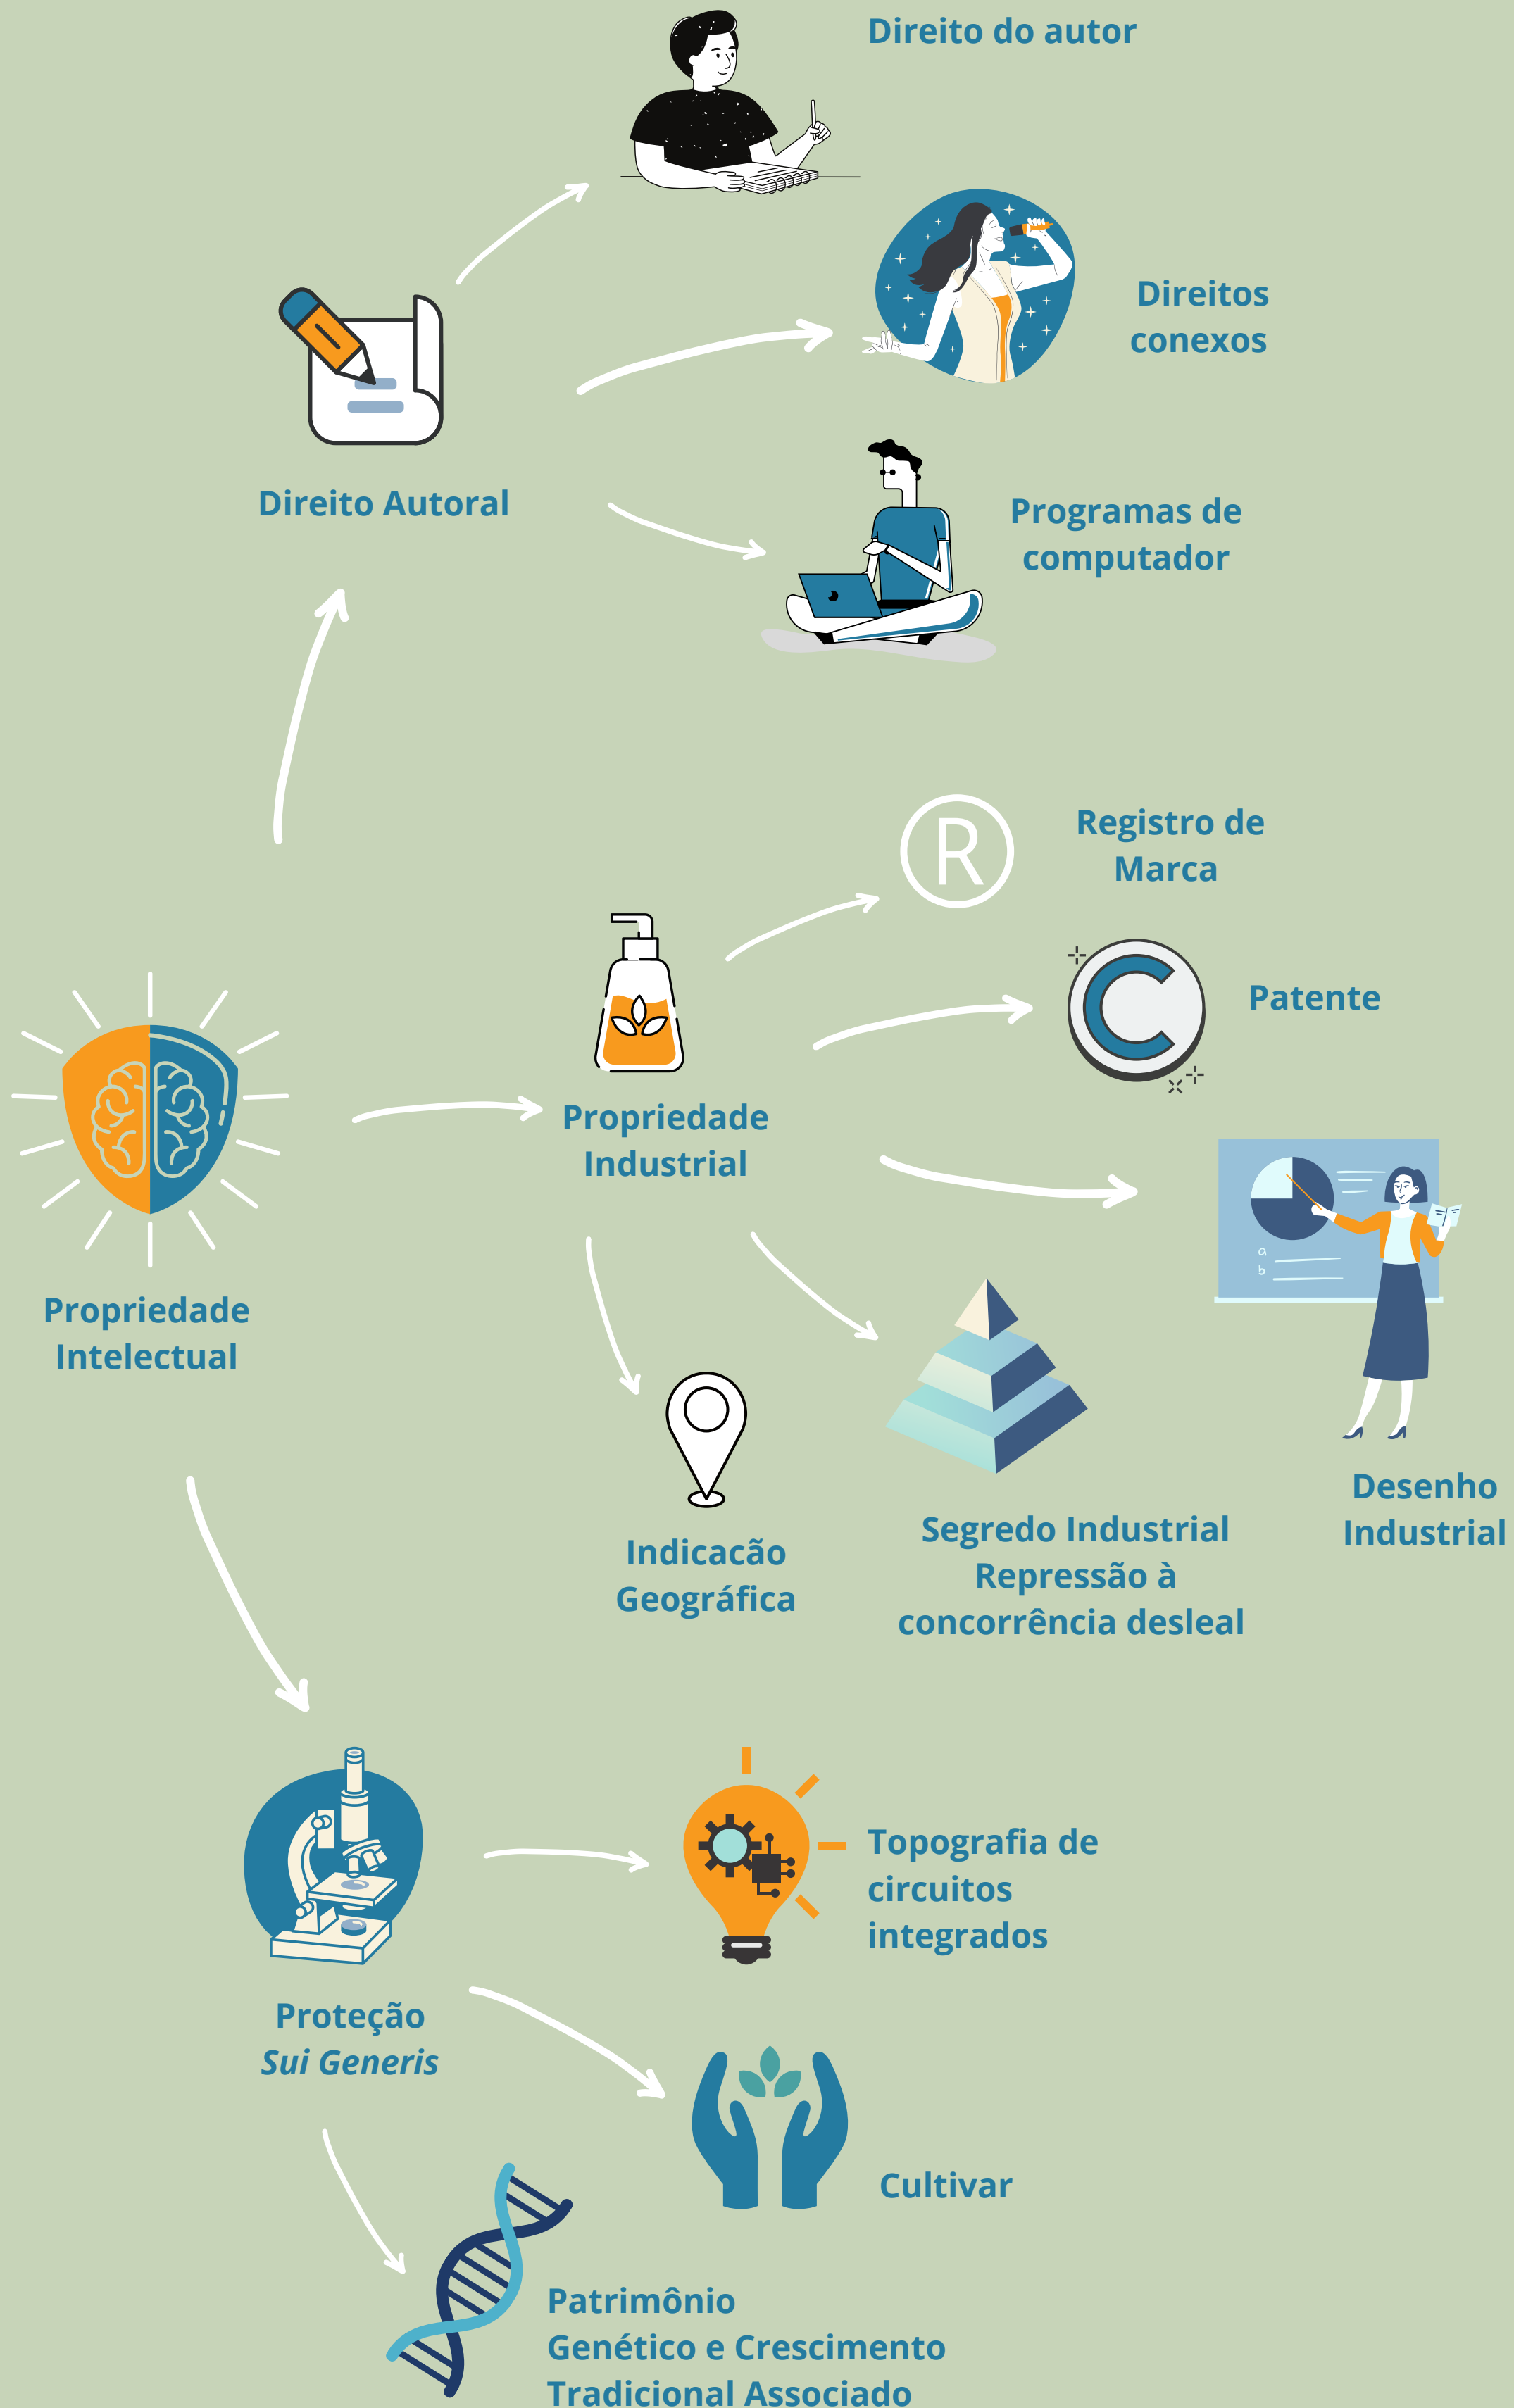 Direito do autor
Direitos
conexos
Direito Autoral
Programas de
computador
R
Registro de
Marca
C
Patente
Propriedade
Industrial
a
b
Propriedade
Intelectual
Desenho
Industrial
Segredo Industrial
Repressão à
concorrência desleal
Indicacão
Geográfica
Topografia de
circuitos
integrados
Proteção
Sui Generis
Cultivar
Patrimônio
Genético e Crescimento
Tradicional Associado